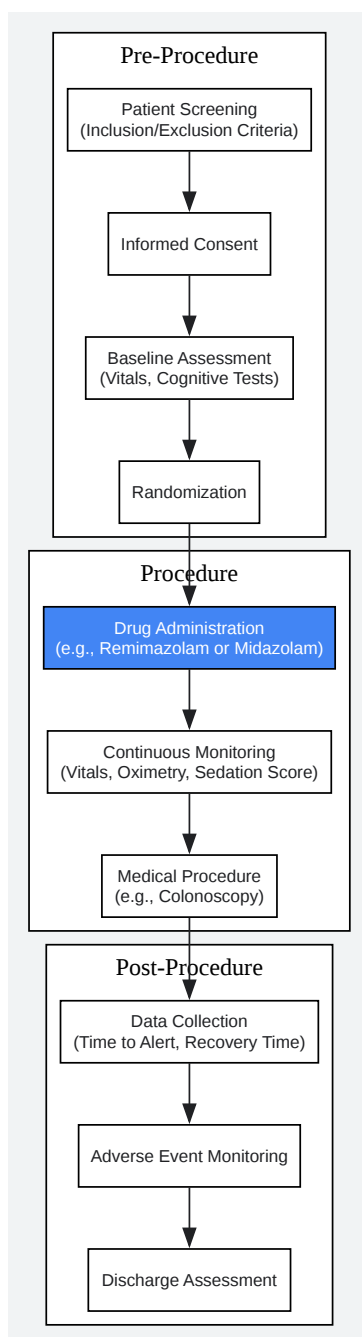 Pre-Procedure
Patient Screening
(Inclusion/Exclusion Criteria)
Informed Consent
Baseline Assessment
(Vitals, Cognitive Tests)
Randomization
Procedure
Drug Administration
(e.g., Remimazolam or Midazolam)
Continuous Monitoring
(Vitals, Oximetry, Sedation Score)
Medical Procedure
(e.g., Colonoscopy)
Post-Procedure
Data Collection
(Time to Alert, Recovery Time)
Adverse Event Monitoring
Discharge Assessment